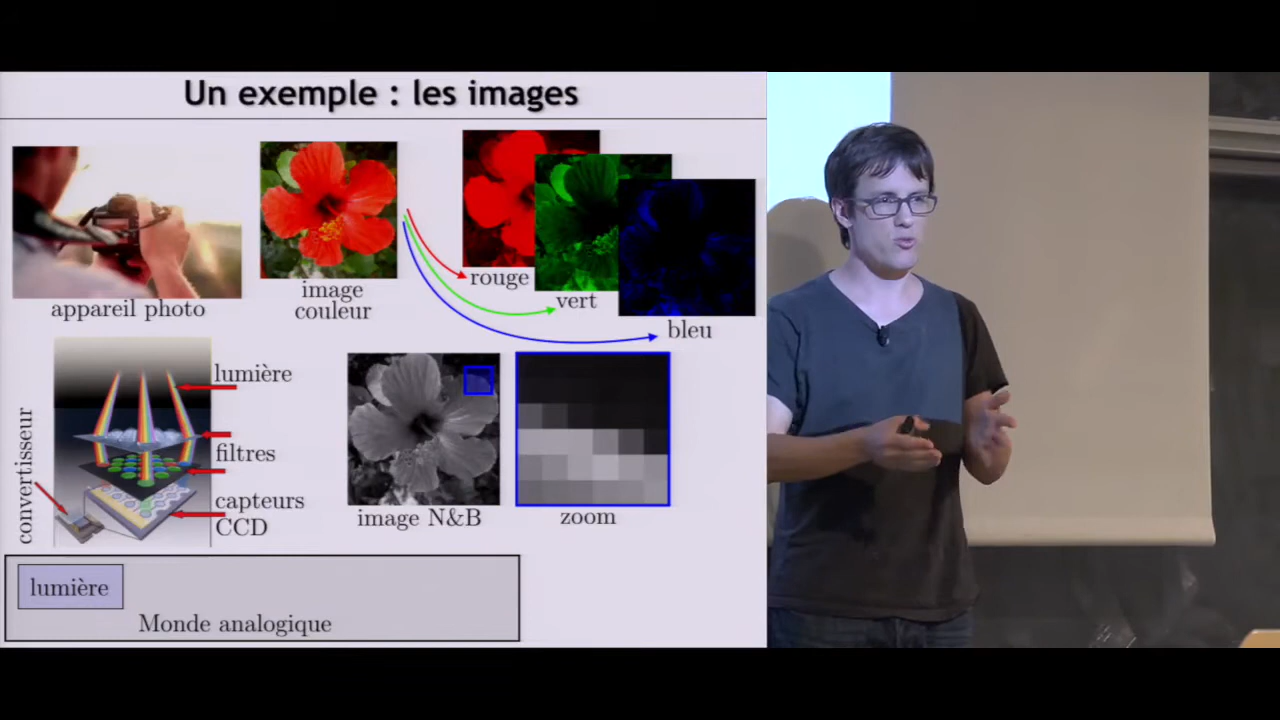 Un exemple : les images
appareil photo
image
couleur
rouge
vert
bleu
lumière
filtres
capteurs
CCD
convertisseur
image N&B
zoom
lumière
Monde analogique